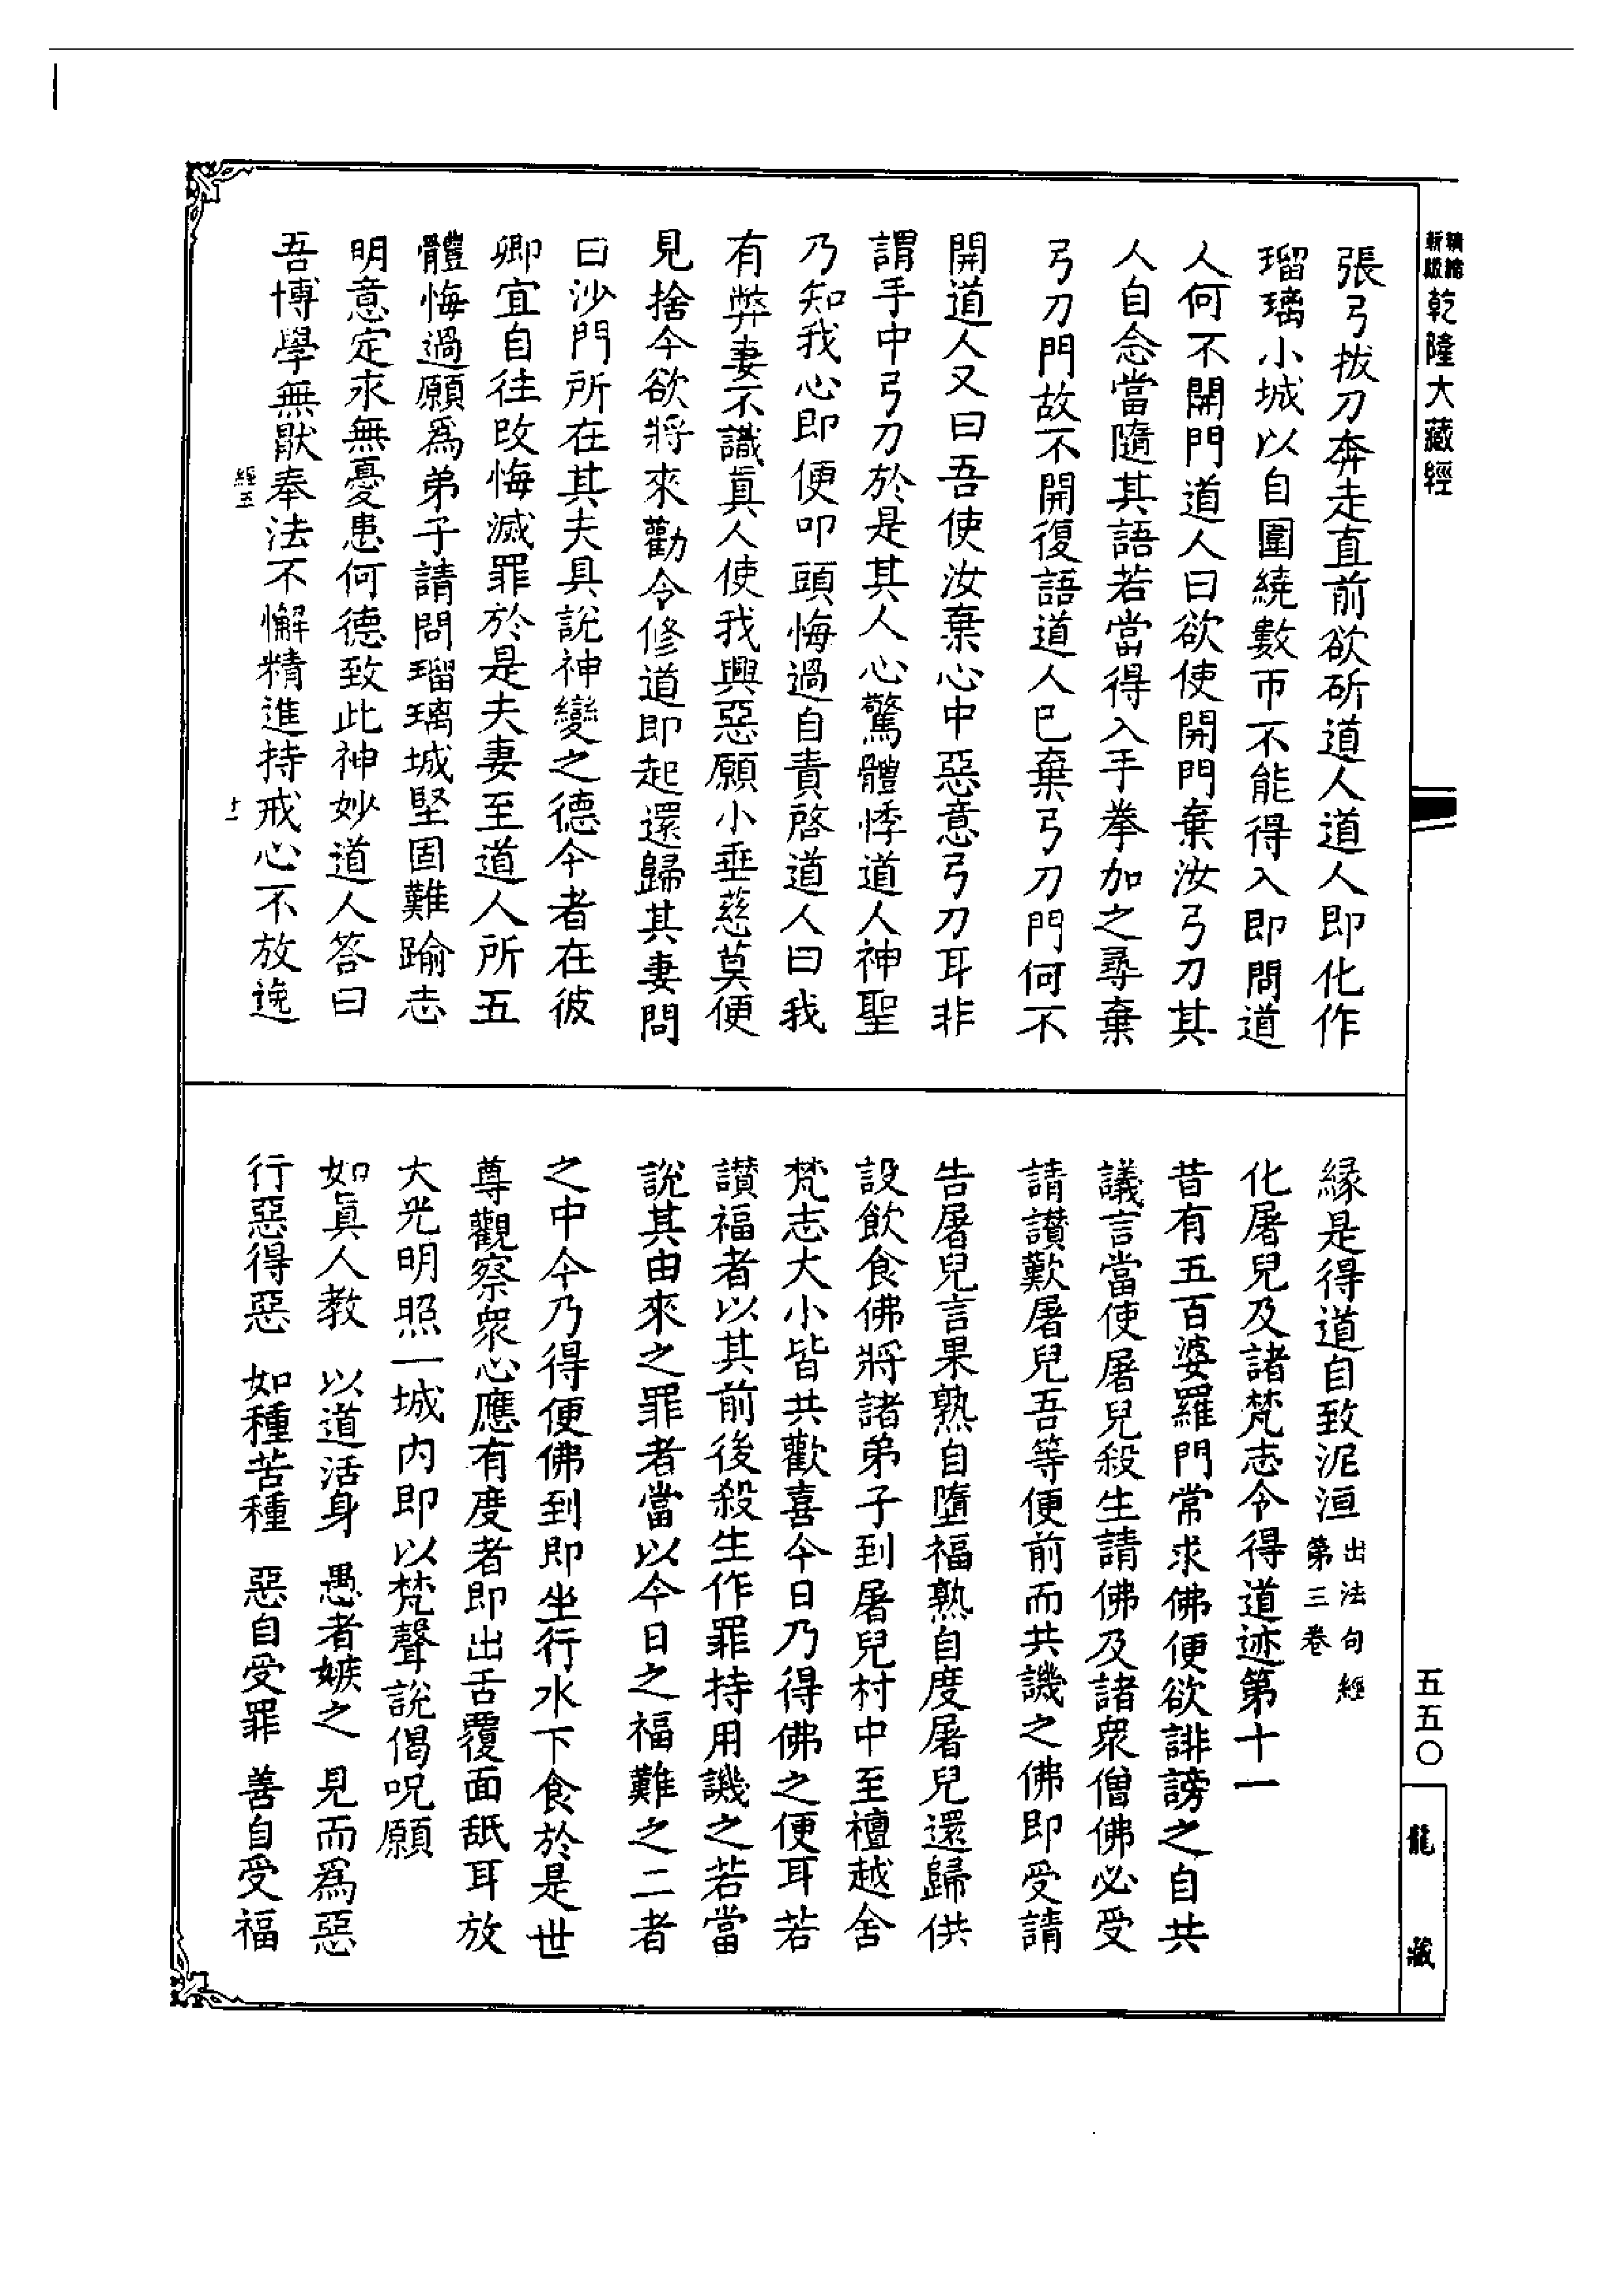 精緻
新版
乾隆大藏經
張弓拔刀奔走直前欲斫道人道人即化作
瑠璃小城以自圍繞數帀不能得入即問道
人何不開門道人曰欲使開門棄汝弓刀其
人自念當隨其語若當得入手拳加之尋棄
弓刀門故不開復語道人巳棄弓刀門何不
開道人又曰吾使汝棄心中惡意弓刀耳非
謂手中弓刀於是其人心驚體悸道人神聖
乃知我心即便叩頭悔過自責啓道人曰我
有弊妻不識眞人使我興惡願小垂慈莫便
見捨今欲將來勸令修道即起還歸其妻問
曰沙門所在其夫具說神變之德今者在彼
卿宜自往改悔滅罪於是夫妻至道人所五
體悔過願爲弟子請問瑠璃城堅固難踰志
明意定求無憂患何德致此神妙道人答曰
吾博學無猒奉法不懈精進持戒心不放逸
經五
十一
縁是得道自致泥洹
出法句經
第三卷
化屠兒及諸梵志令得道迹第十一
昔有五百婆羅門常求佛便欲誹謗之自共
議言當使屠兒殺生請佛及諸衆僧佛必受
請讃歎屠兒吾等便前而共譏之佛即受請
告屠兒言果熟自墮福熟自度屠兒還歸供
設飲食佛將諸弟子到屠兒村中至檀越舍
梵志大小皆共歡喜今日乃得佛之便耳若
讃福者以其前後殺生作罪持用譏之若當
說其由來之罪者當以今日之福難之二者
之中今乃得便佛到即坐行水下食於是世
尊觀察衆心應有度者即出舌覆面舐耳放
大光明照一城内即以梵聲說偈呪願
如眞人教　以道活身　愚者嫉之　見而爲惡
行惡得惡　如種苦種　惡自受罪　善自受福
五五〇
龍藏